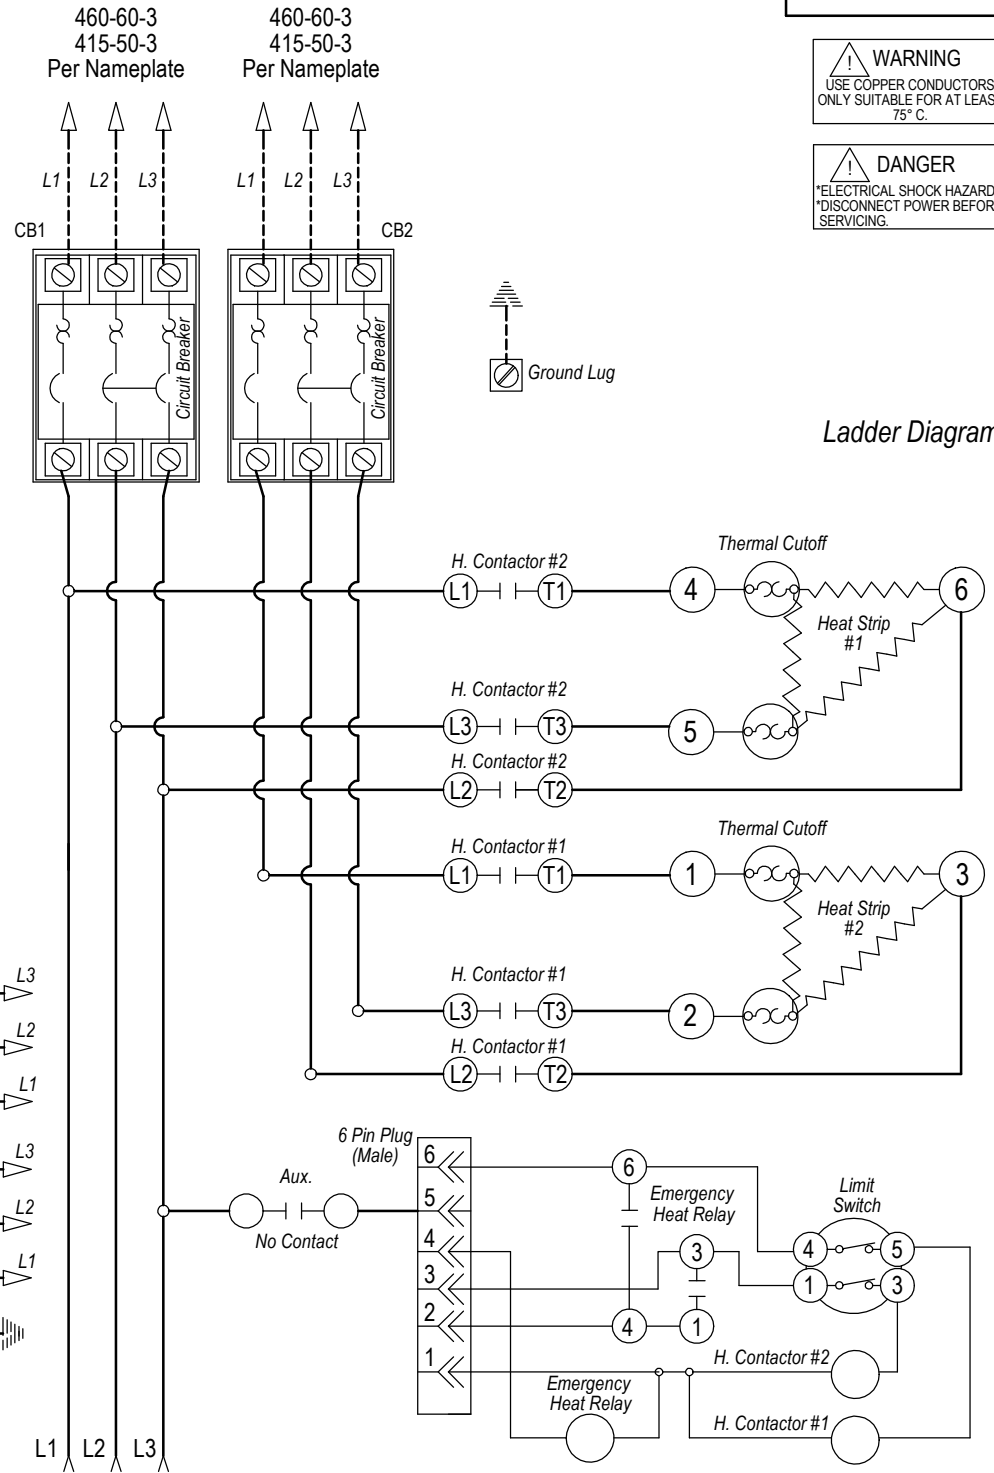 460-60-3
415-50-3
Per Nameplate
460-60-3
415-50-3
Per Nameplate
WARNING
USE COPPER CONDUCTORS
ONLY SUITABLE FOR AT LEAS
75° C.
DANGER
*ELECTRICAL SHOCK HAZARD
*DISCONNECT POWER BEFOR
SERVICING.
L1 L2 L3
L1 L2 L3
CB1
CB2
Circuit Breaker
Circuit Breaker
Ground Lug
Ladder Diagram
Thermal Cutoff
H. Contactor #2
L1 T1 4 6
Heat Strip
#1
H. Contactor #2
L3 T3 5
H. Contactor #2
L2 T2
Thermal Cutoff
H. Contactor #1
L1 T1 1 3
Heat Strip
#2
H. Contactor #1
L3 T3 2
H. Contactor #1
L2 T2
L3
L2
L1
L3
L2
L1
6 Pin Plug
(Male)
Aux.
No Contact
6
5
4
3
2
1
6
Emergency
Heat Relay
3
4 1
Limit
Switch
4 5
1 3
H. Contactor #2
Emergency
Heat Relay
H. Contactor #1
L1 L2 L3